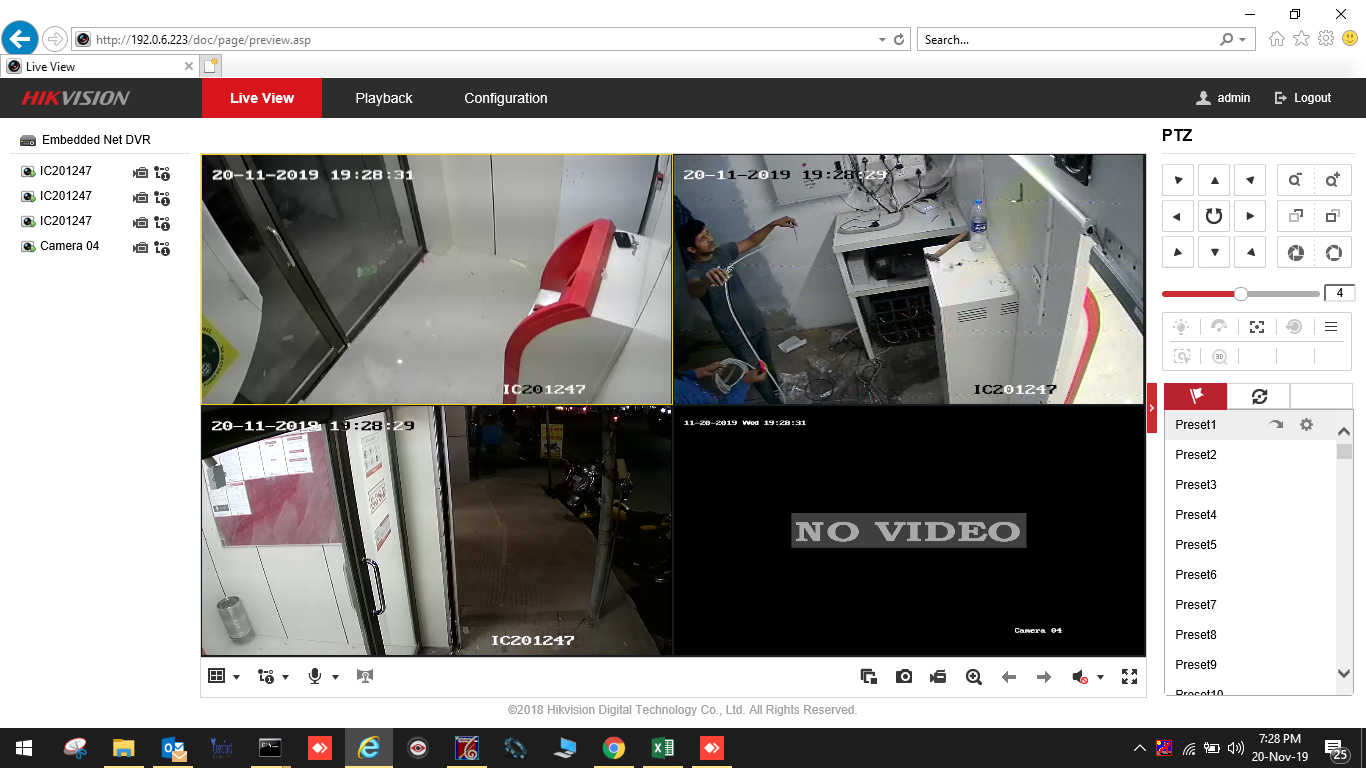 http://192.0.6.223/doc/page/preview.asp
Search...
Live View
HIKVISION
Live View
Playback
Configuration
admin
Logout
Embedded Net DVR
IC201247
IC201247
IC201247
Camera 04
20-11-2019 19:28:31
IC201247
20-11-2019 19:28:29
IC201247
20-11-2019 19:28:29
IC201247
11-20-2019 Wed 19:28:31
NO VIDEO
Camera 04
PTZ
4
3D
Preset1
Preset2
Preset3
Preset4
Preset5
Preset6
Preset7
Preset8
Preset9
Preset10
©2018 Hikvision Digital Technology Co., Ltd. All Rights Reserved.
7:28 PM
20-Nov-19
25